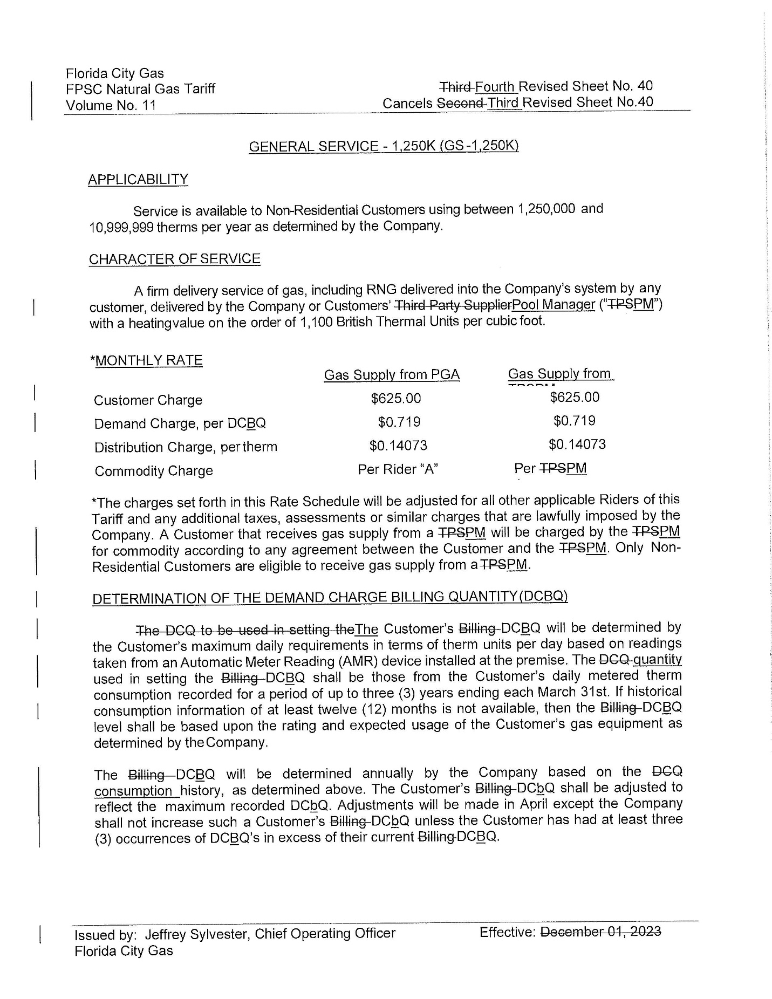 Florida City Gas
FPSC Natural Gas Tariff
Volume No. 11
Third Fourth Revised Sheet No. 40
Cancels Second Third Revised Sheet No.40
GENERAL SERVICE - 1,250K (GS-1,250K)
APPLICABILITY
Service is available to Non-Residential Customers using between 1,250,000 and
10,999,999 therms per year as determined by the Company.
CHARACTER OF SERVICE
A firm delivery service of gas, including RNG delivered into the Company's system by any
customer, delivered by the Company or Customers' Third Party SupplierPool Manager ("TPSPM")
with a heatingvalue on the order of 1,100 British Thermal Units per cubic foot.
*MONTHLY RATE
Gas Supply from PGA Gas Supply from
Customer Charge $625.00 $625.00
Demand Charge, per DCBQ $0.719 $0.719
Distribution Charge, per therm $0.14073 $0.14073
Commodity Charge Per Rider "A" Per TPSPM
*The charges set forth in this Rate Schedule will be adjusted for all other applicable Riders of this
Tariff and any additional taxes, assessments or similar charges that are lawfully imposed by the
Company. A Customer that receives gas supply from a TPSPM will be charged by the TPSPM
for commodity according to any agreement between the Customer and the TPSPM. Only Non-
Residential Customers are eligible to receive gas supply from a TPSPM.
DETERMINATION OF THE DEMAND CHARGE BILLING QUANTITY (DCBQ)
The DCQ to be used in setting theThe Customer's Billing DCBQ will be determined by
the Customer's maximum daily requirements in terms of therm units per day based on readings
taken from an Automatic Meter Reading (AMR) device installed at the premise. The DCQ quantity
used in setting the Billing DCBQ shall be those from the Customer's daily metered therm
consumption recorded for a period of up to three (3) years ending each March 31st. If historical
consumption information of at least twelve (12) months is not available, then the Billing DCBQ
level shall be based upon the rating and expected usage of the Customer's gas equipment as
determined by the Company.
The Billing DCBQ will be determined annually by the Company based on the DCQ
consumption history, as determined above. The Customer's Billing DCbQ shall be adjusted to
reflect the maximum recorded DCbQ. Adjustments will be made in April except the Company
shall not increase such a Customer's Billing DCbQ unless the Customer has had at least three
(3) occurrences of DCBQ's in excess of their current Billing DCBQ.
Issued by: Jeffrey Sylvester, Chief Operating Officer
Florida City Gas
Effective: December 01, 2023